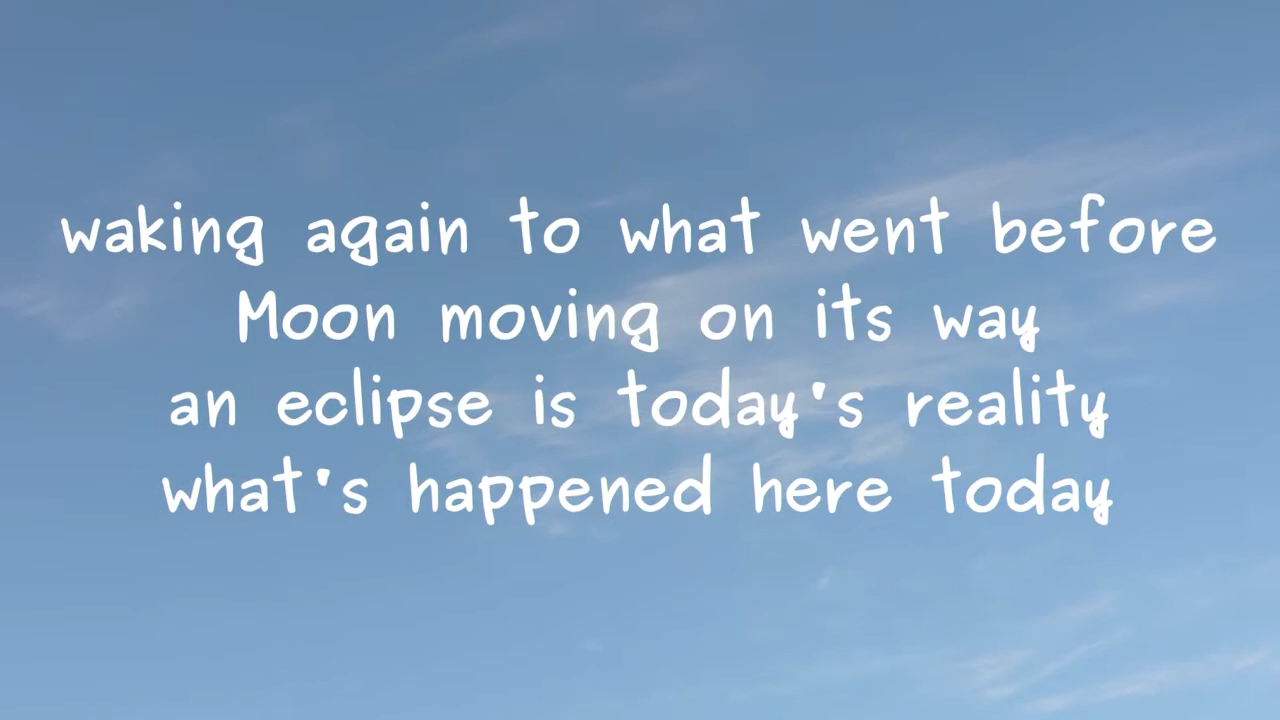 waking again to what went before
Moon moving on its way
an eclipse is today's reality
what's happened here today